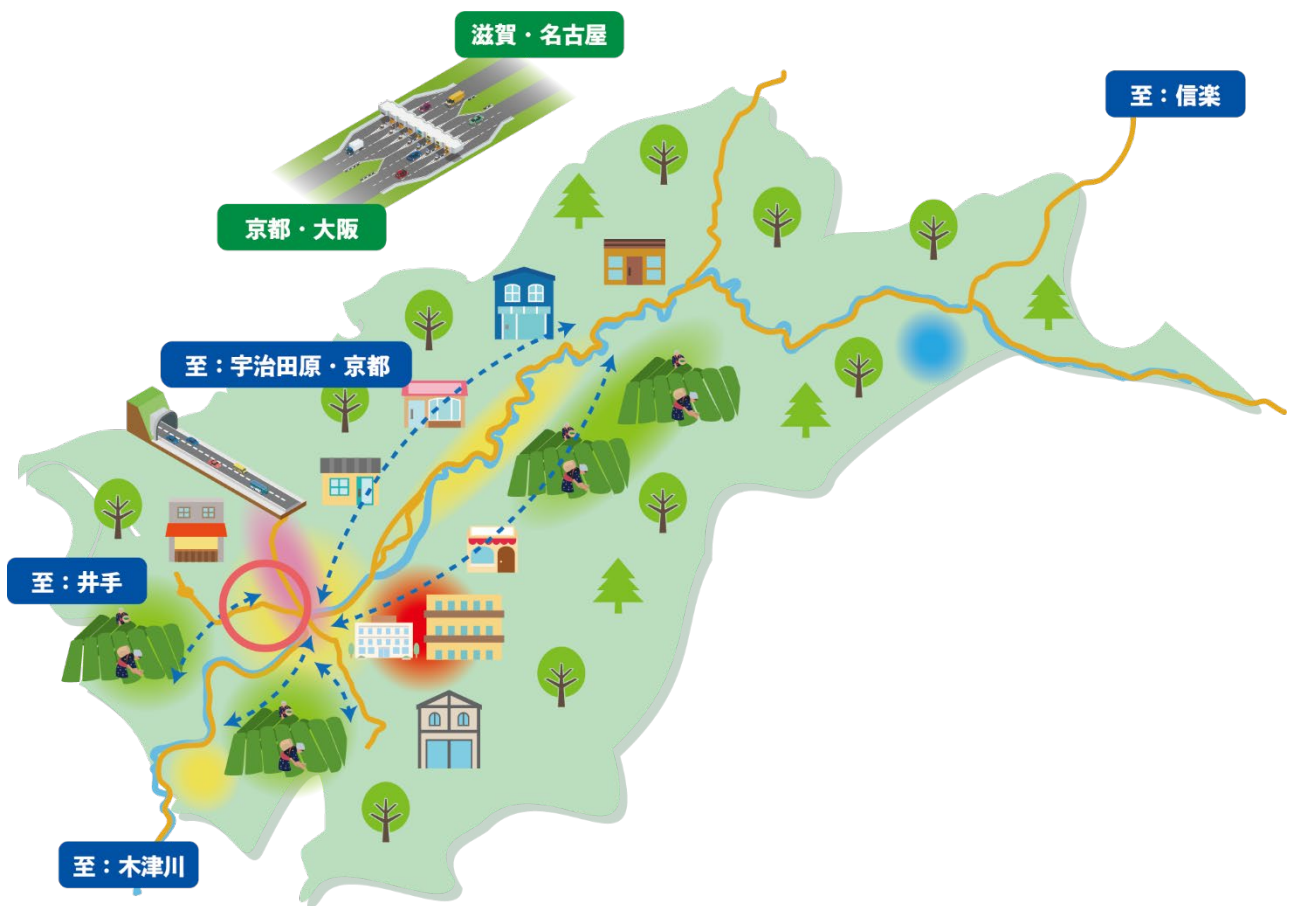 滋賀・名古屋
至：信楽
京都・大阪
至：宇治田原・京都
至：井手
至：木津川